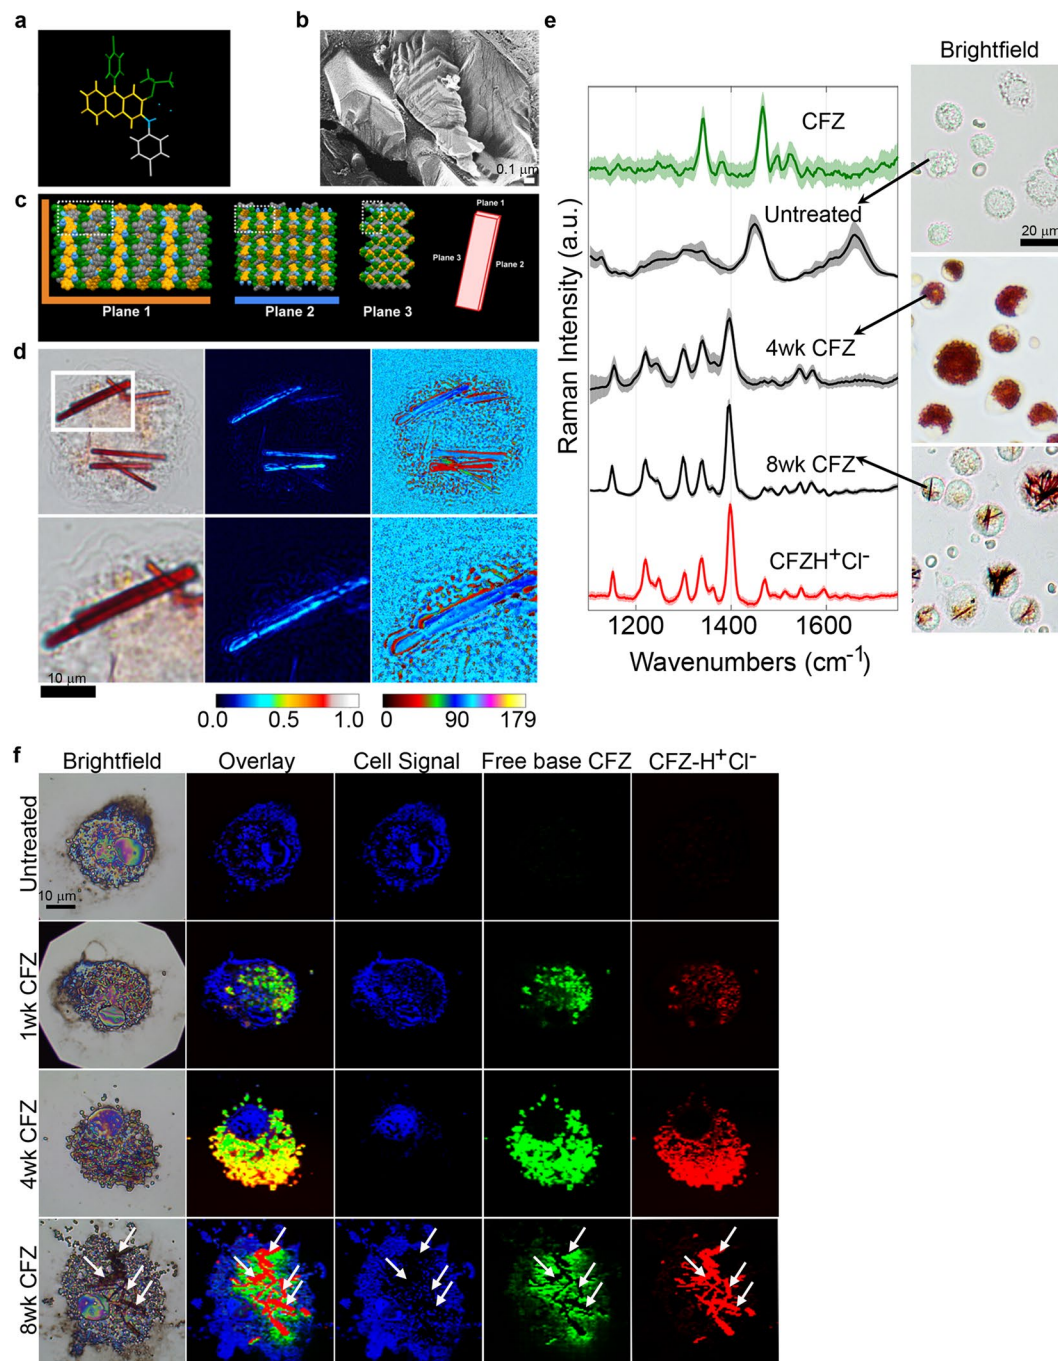 a
b
0.1 µm
c
Plane 1
Plane 2
Plane 3
Plane 1
Plane 3
Plane 2
d
10 µm
0.0 0.5 1.0
0 90 179
e
Brightfield
CFZ
Untreated
20 µm
4wk CFZ
8wk CFZ
CFZH⁺Cl⁻
Raman Intensity (a.u.)
1200 1400 1600
Wavenumbers (cm⁻¹)
f
Brightfield Overlay Cell Signal Free base CFZ CFZ-H⁺Cl⁻
Untreated
10 µm
1wk CFZ
4wk CFZ
8wk CFZ